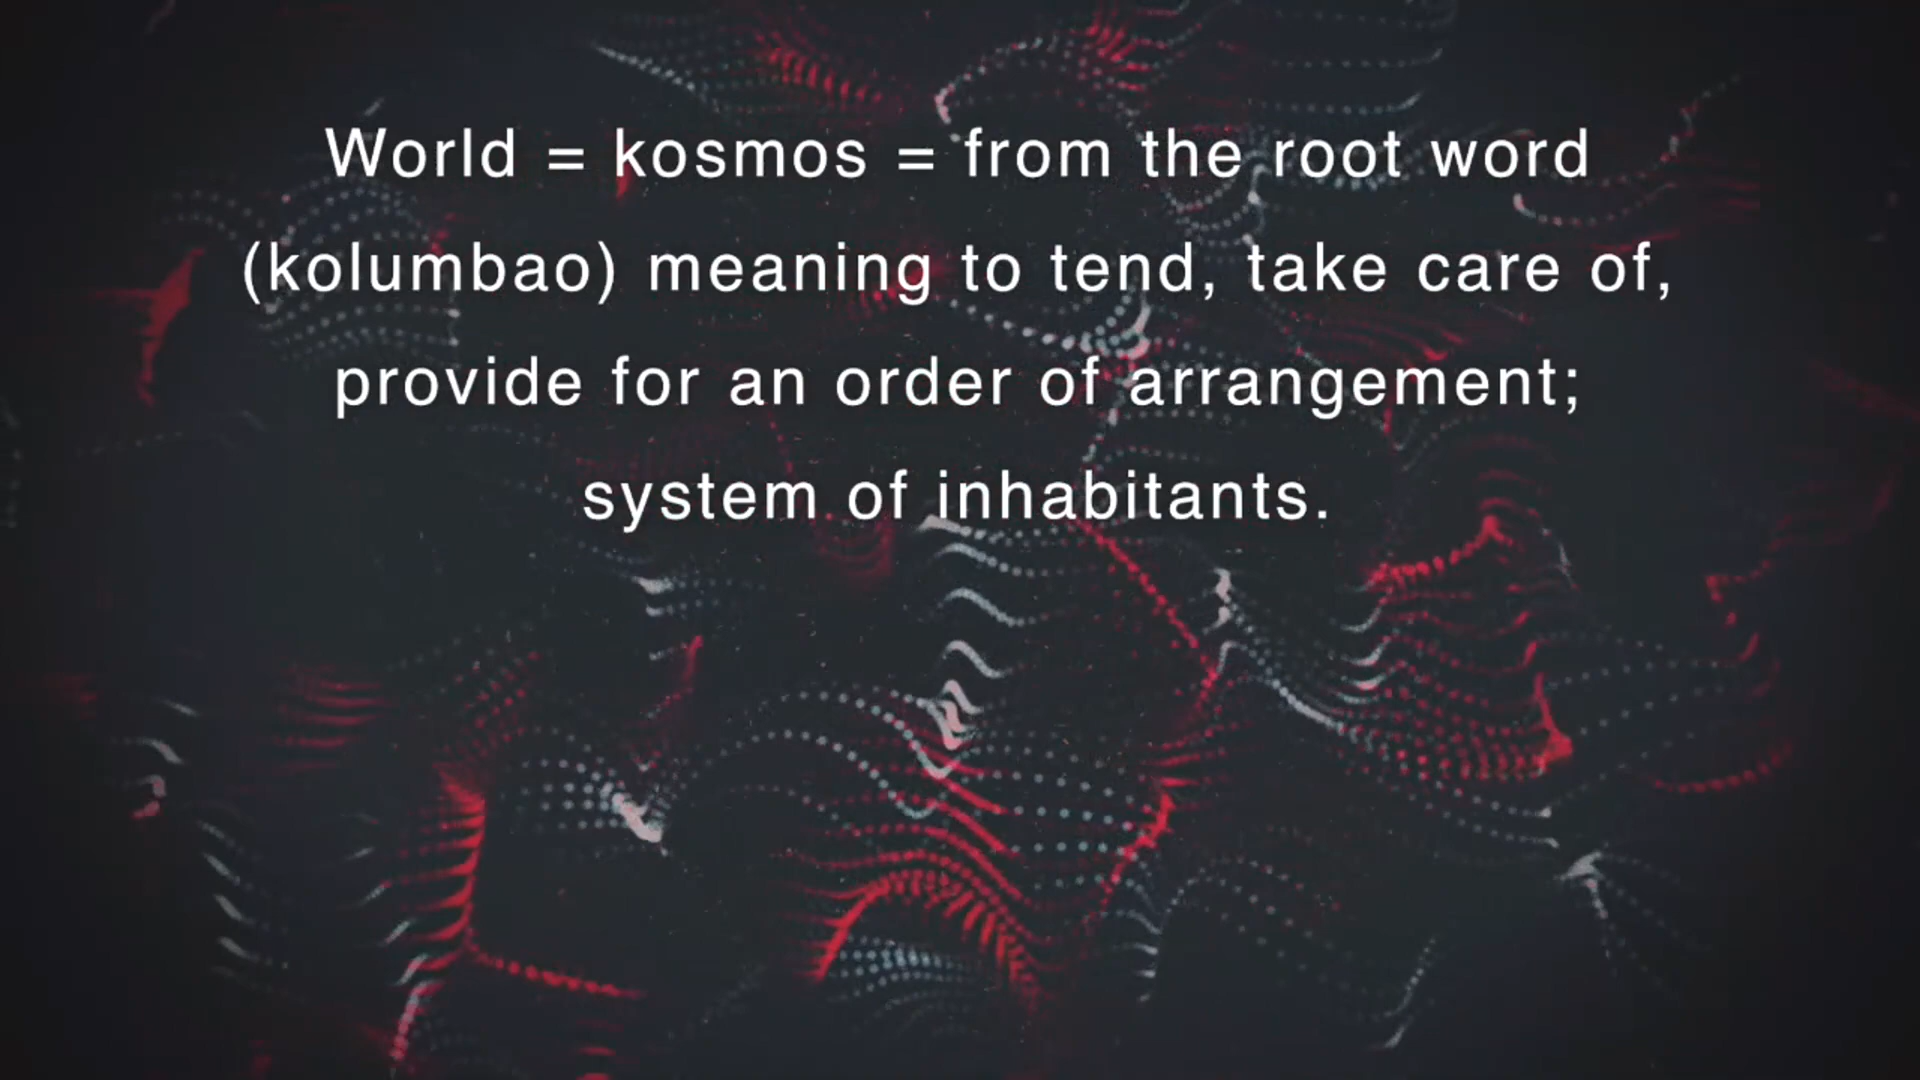 World = kosmos = from the root word
(kolumbao) meaning to tend, take care of,
provide for an order of arrangement;
system of inhabitants.